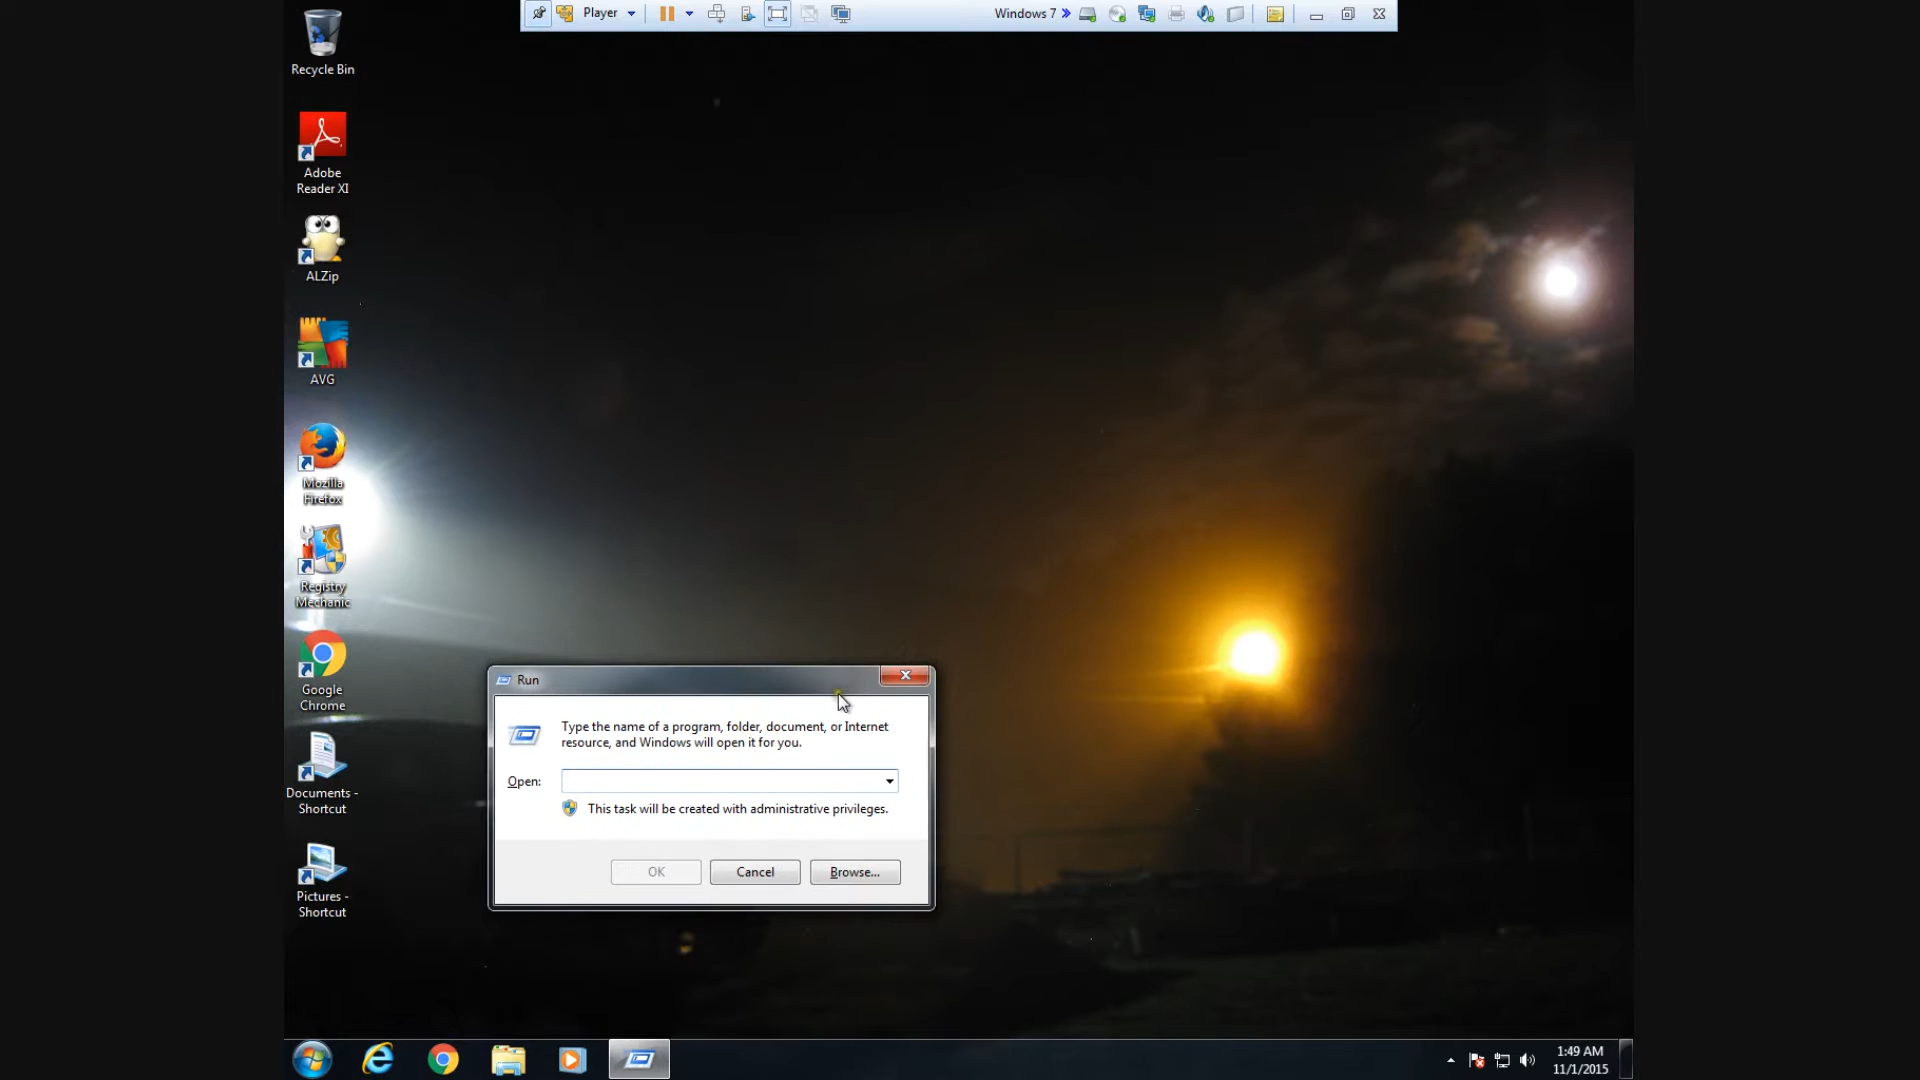 Player
Windows 7
Recycle Bin
Adobe
Reader XI
ALZip
AVG
Mozilla
Firefox
Registry
Mechanic
Google
Chrome
Documents -
Shortcut
Pictures -
Shortcut
Run
Type the name of a program, folder, document, or Internet
resource, and Windows will open it for you.
Open:
This task will be created with administrative privileges.
OK
Cancel
Browse...
1:49 AM
11/1/2015